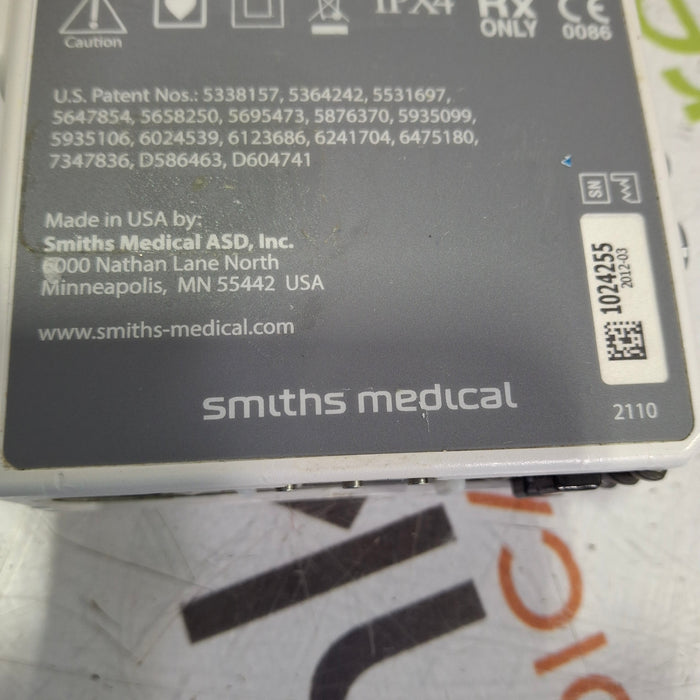 Caution
IPX4
Rx
ONLY
CE
0086
U.S. Patent Nos.: 5338157, 5364242, 5531697,
5647854, 5658250, 5695473, 5876370, 5935099,
5935106, 6024539, 6123686, 6241704, 6475180,
7347836, D586463, D604741
Made in USA by:
Smiths Medical ASD, Inc.
6000 Nathan Lane North
Minneapolis, MN 55442 USA
www.smiths-medical.com
SN
1024255
2012-03
smiths medical
2110